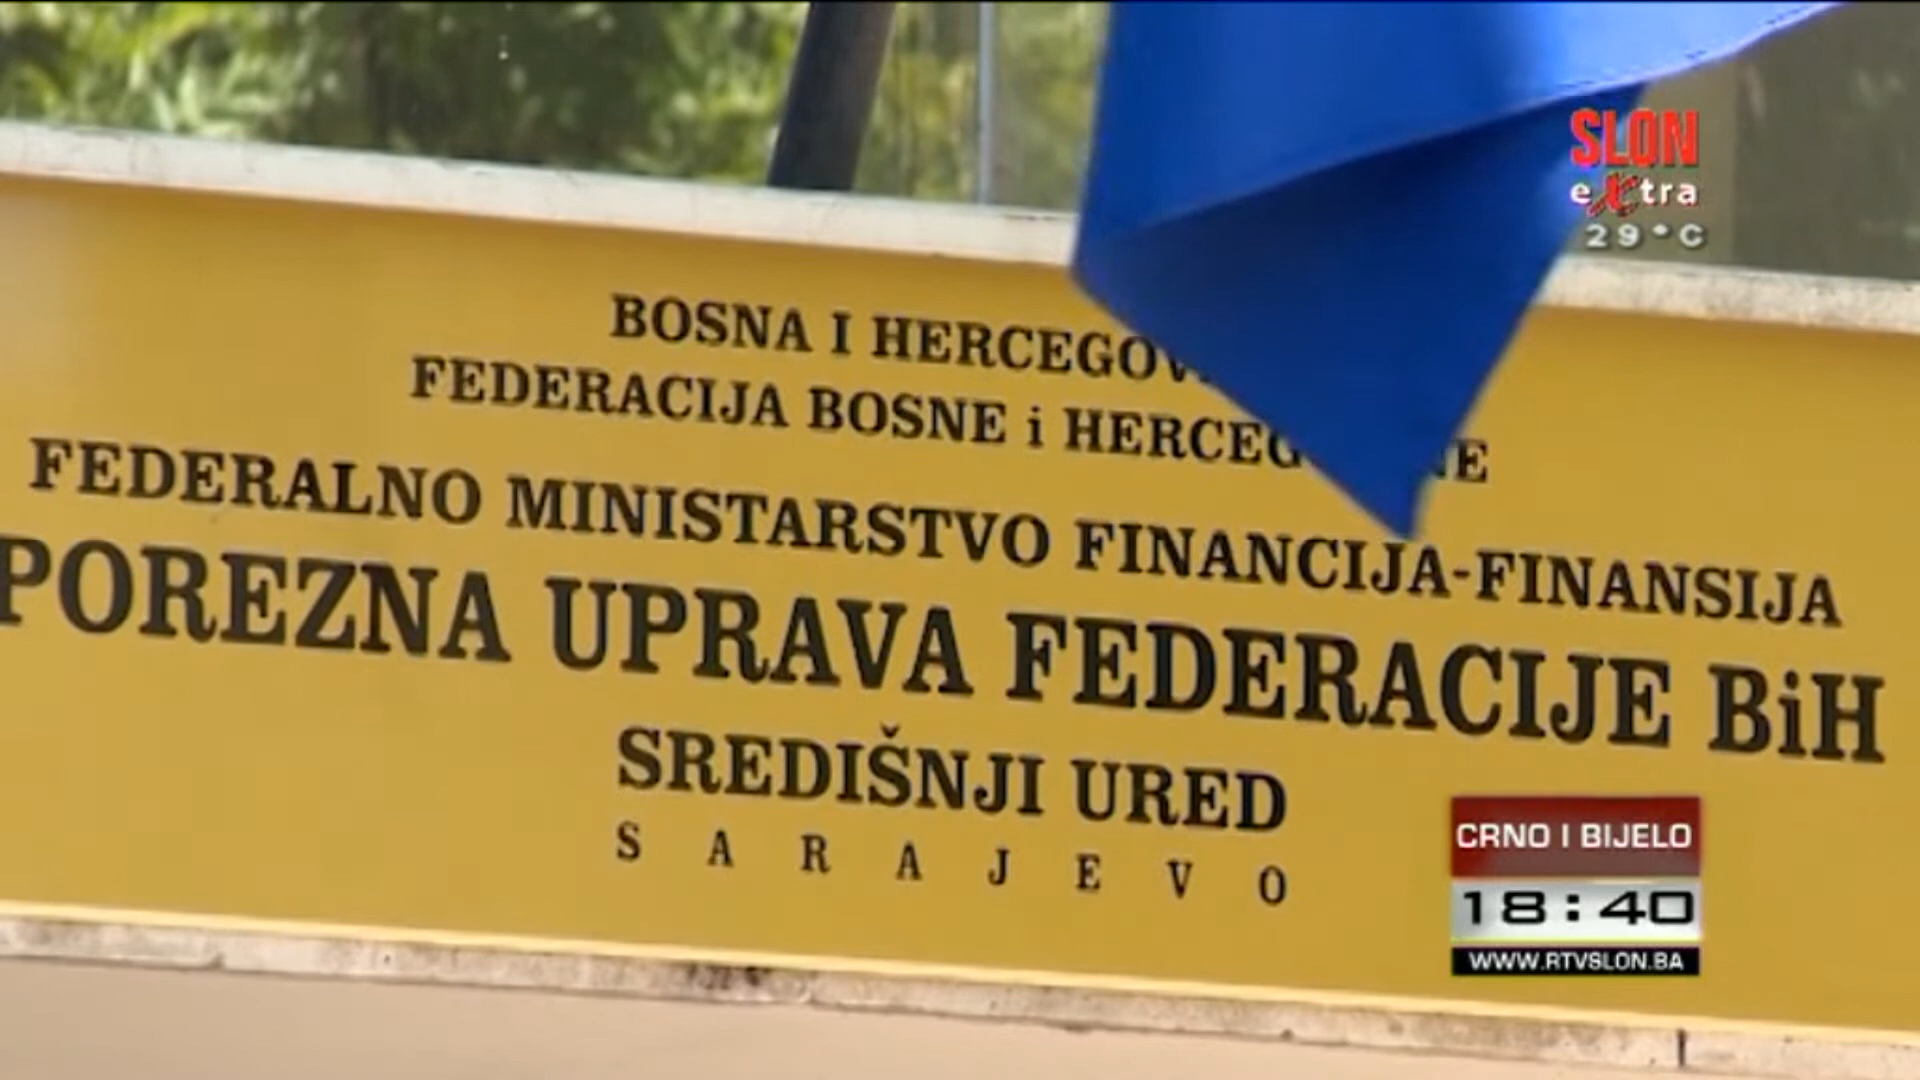 SLON
eXtra
29°C
BOSNA I HERCEGOV
FEDERACIJA BOSNE i HERCEG NE
FEDERALNO MINISTARSTVO FINANCIJA-FINANSIJA
POREZNA UPRAVA FEDERACIJE BiH
SREDIŠNJI URED
SARAJEVO
CRNO I BIJELO
18:40
WWW.RTVSLON.BA